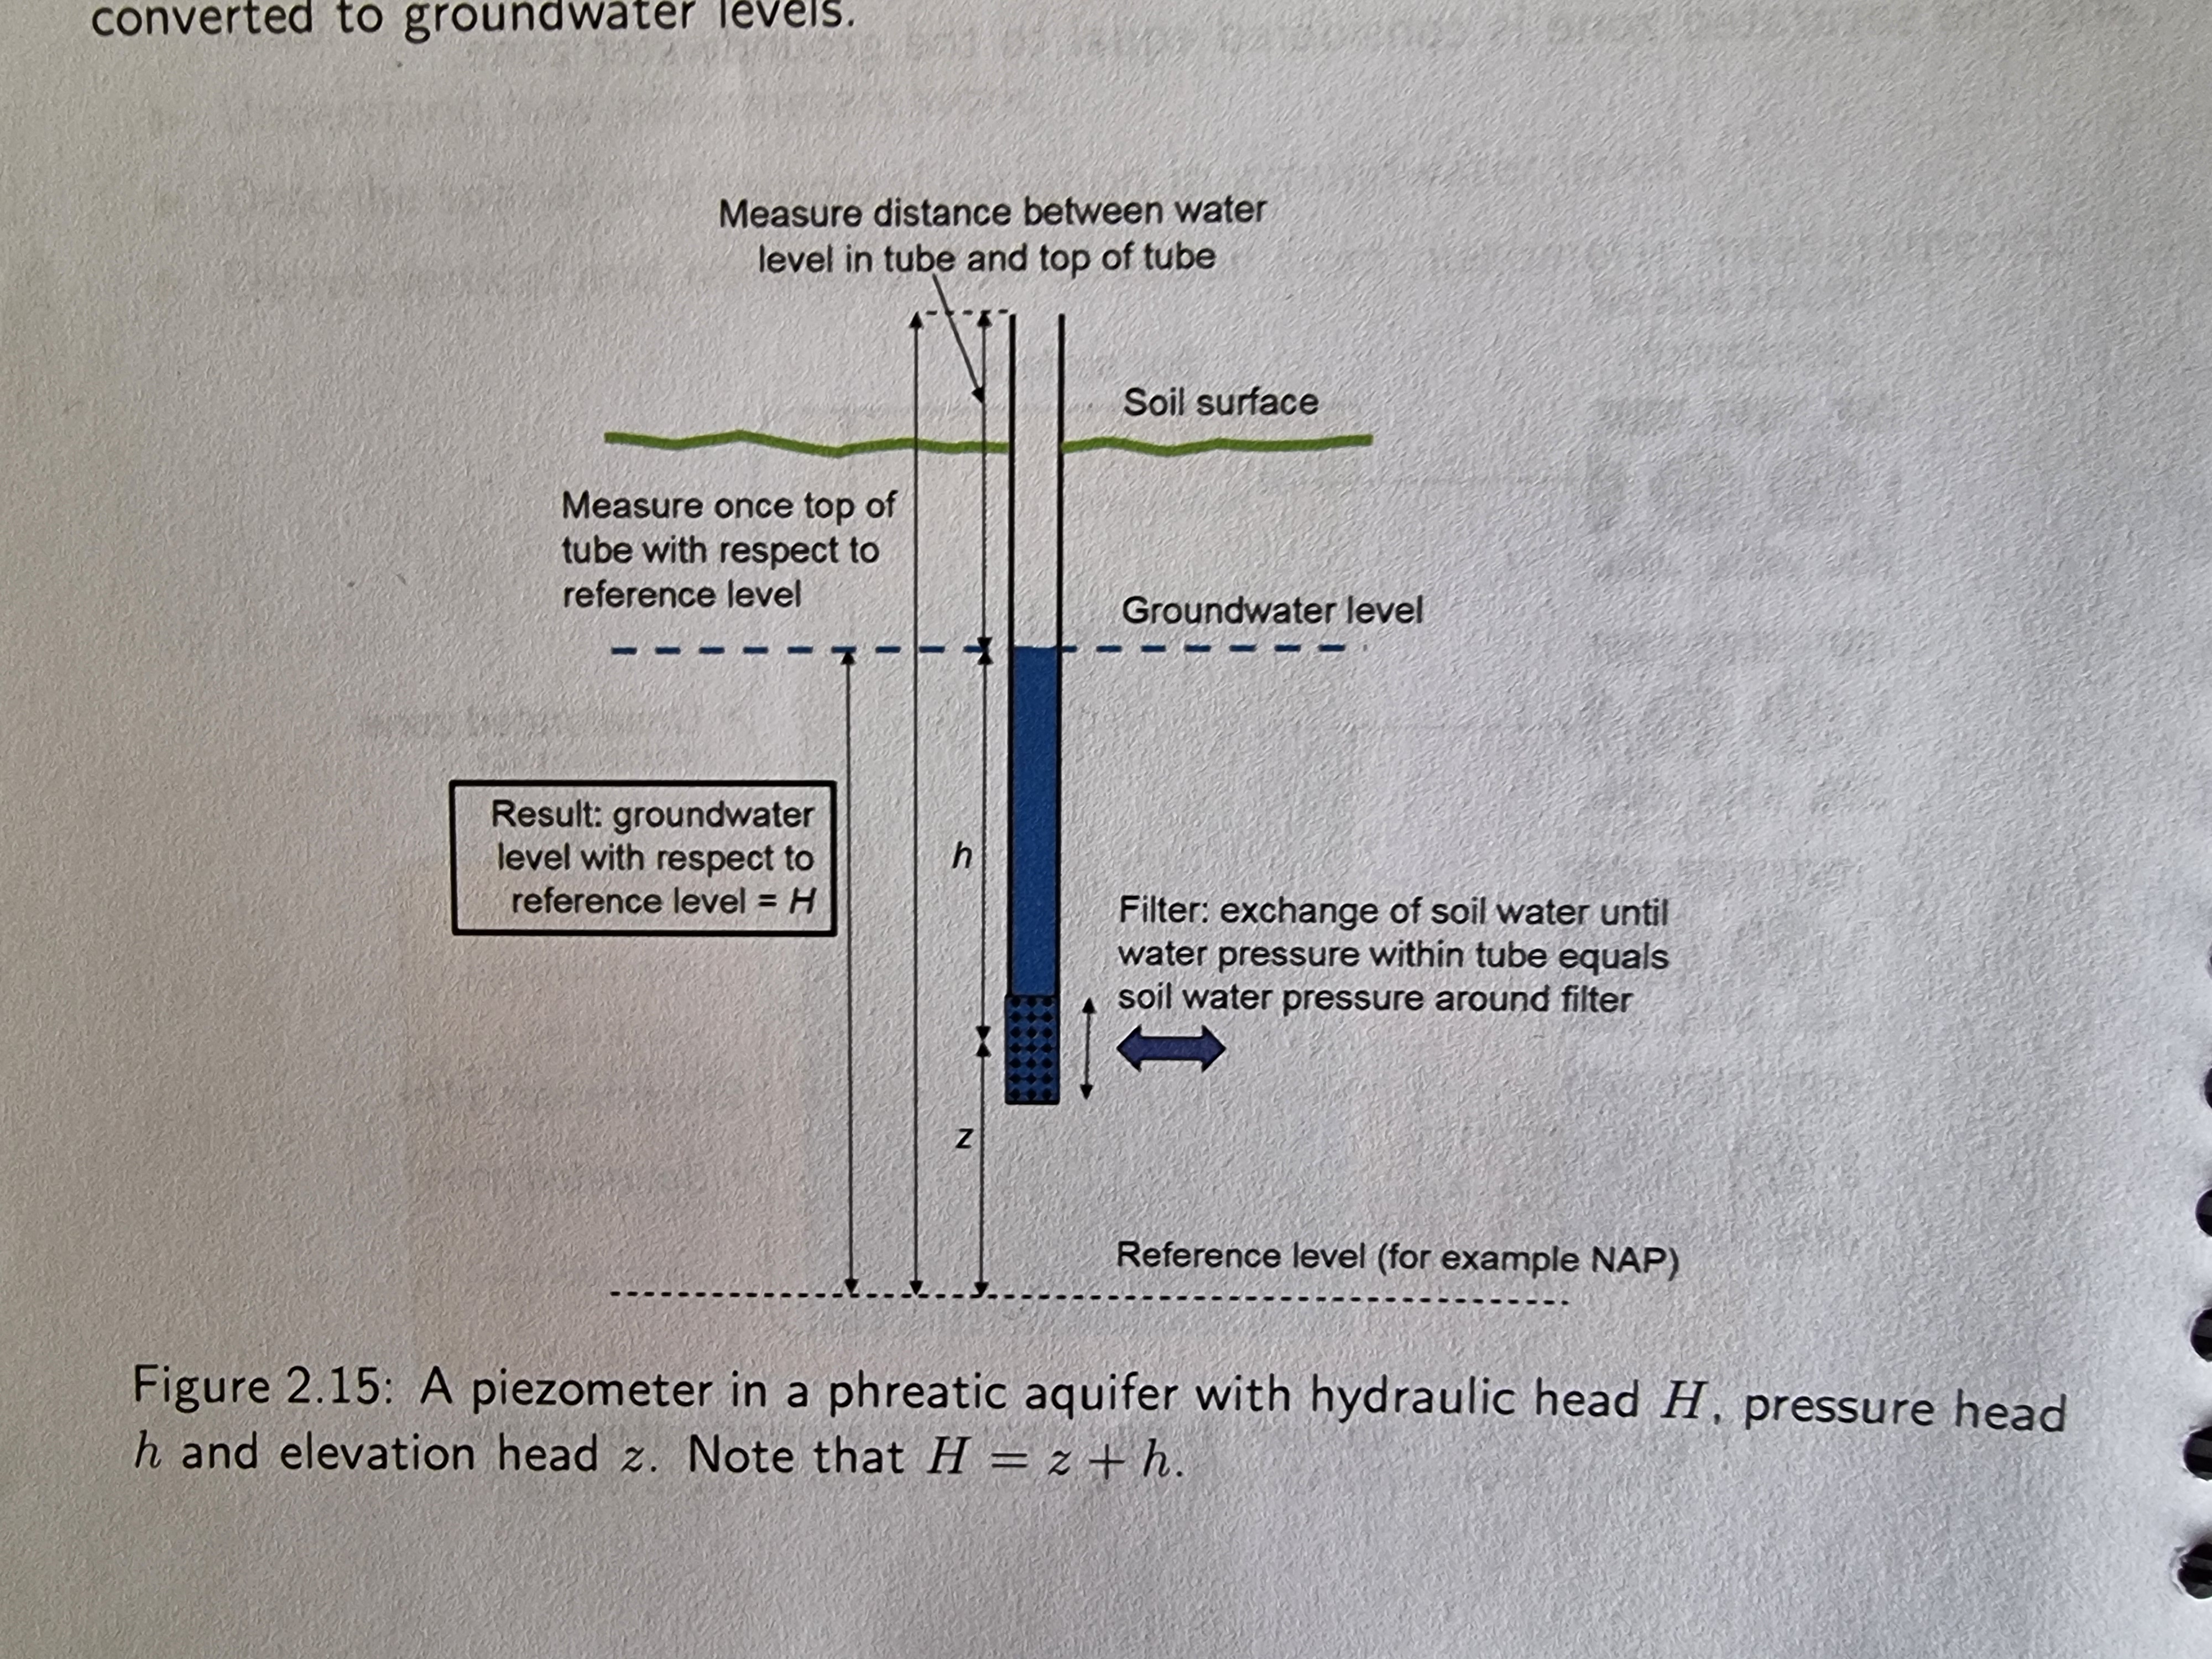 converted to groundwater levels.
Measure distance between water
level in tube and top of tube
Soil surface
Measure once top of
tube with respect to
reference level
Groundwater level
Result: groundwater
level with respect to
reference level = H
h
Filter: exchange of soil water until
water pressure within tube equals
soil water pressure around filter
z
Reference level (for example NAP)
Figure 2.15: A piezometer in a phreatic aquifer with hydraulic head H, pressure head
h and elevation head z. Note that H = z + h.